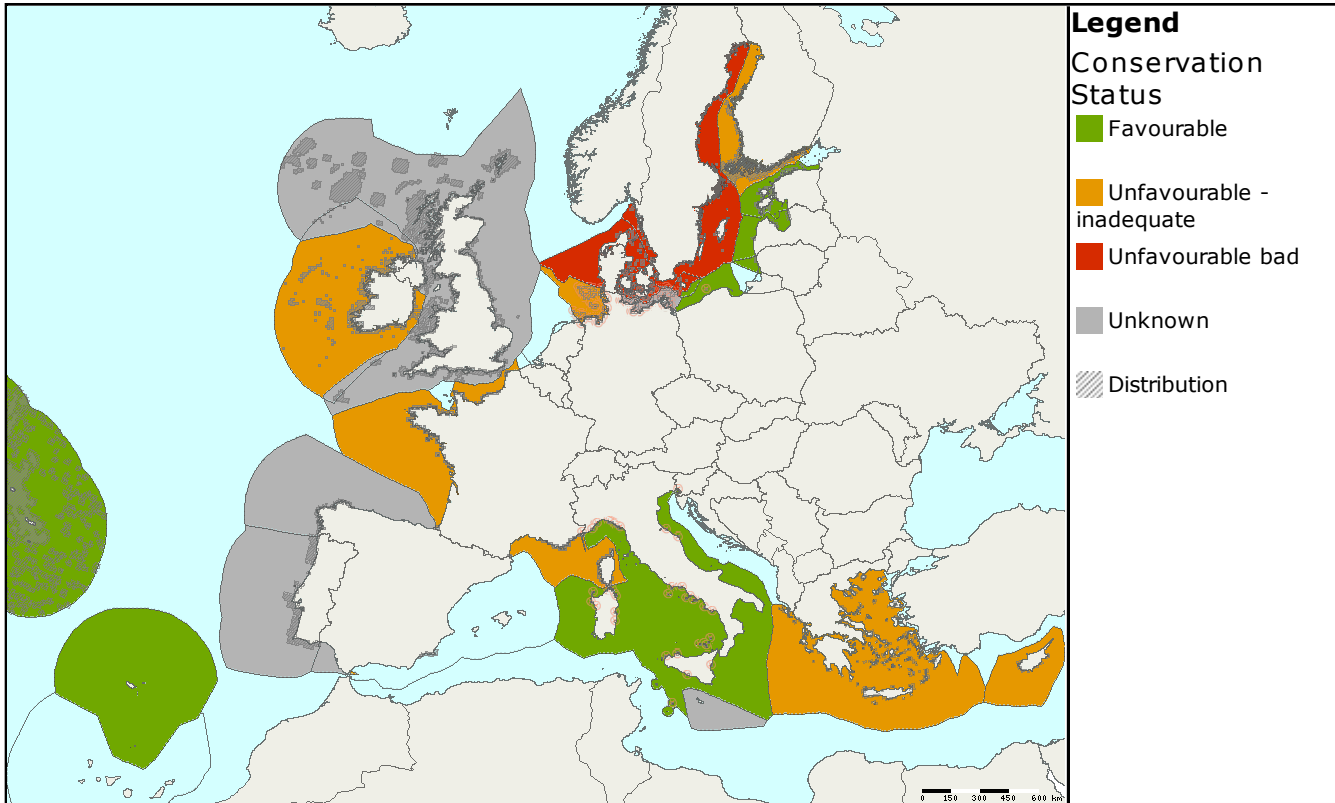 Legend
Conservation
Status
Favourable
Unfavourable -
inadequate
Unfavourable bad
Unknown
Distribution
0 150 300 450 600 km